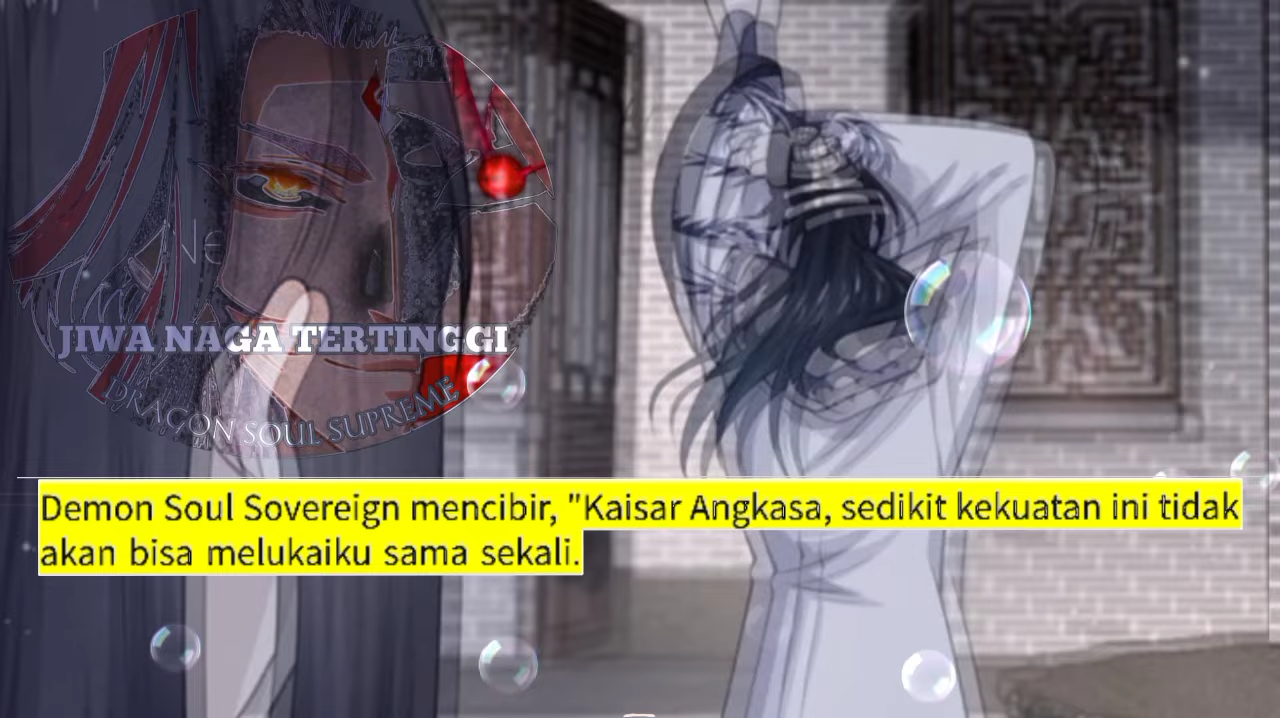 JIWA NAGA TERTINGGI
DRAGON SOUL SUPREME
Demon Soul Sovereign mencibir, "Kaisar Angkasa, sedikit kekuatan ini tidak
akan bisa melukaiku sama sekali.